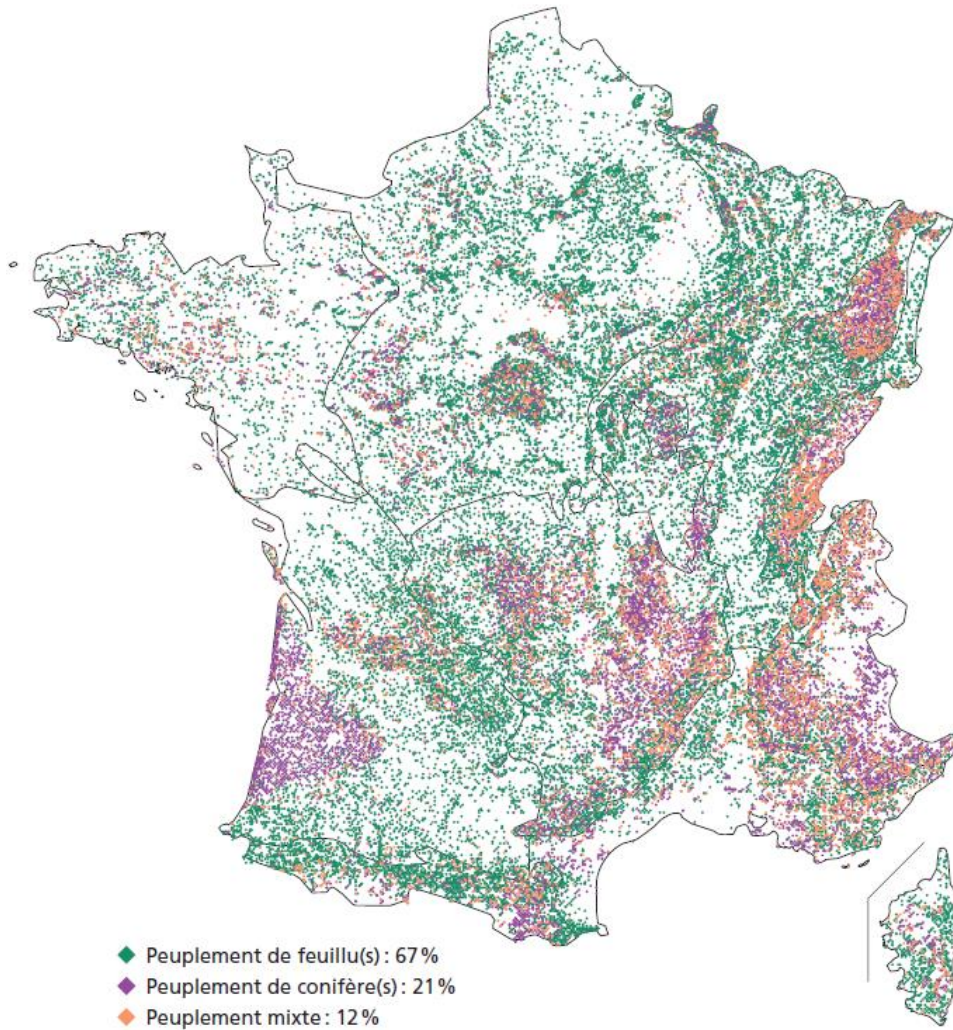 Peuplement de feuillu(s) : 67 %
Peuplement de conifère(s) : 21 %
Peuplement mixte : 12 %